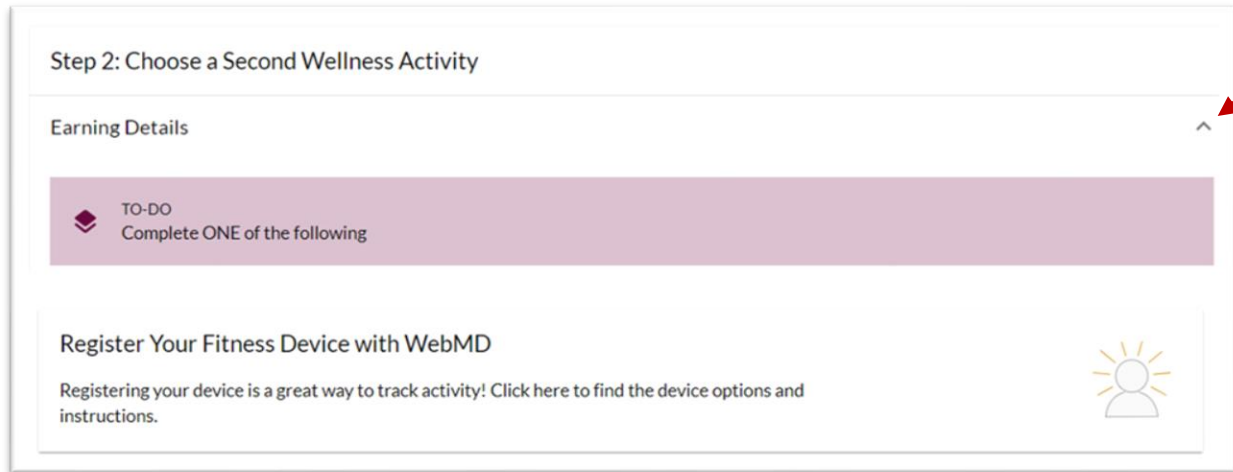 Step 2: Choose a Second Wellness Activity
Earning Details
TO-DO
Complete ONE of the following
Register Your Fitness Device with WebMD
Registering your device is a great way to track activity! Click here to find the device options and
instructions.